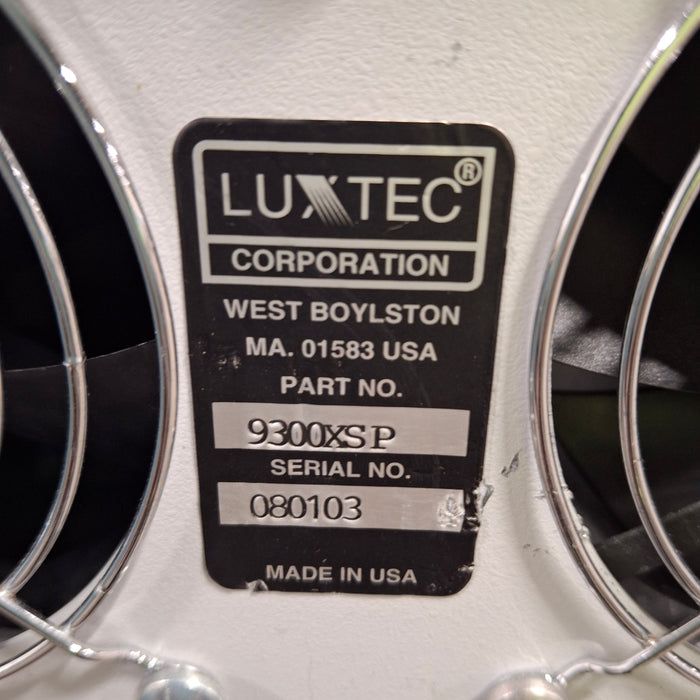 LUXTEC®
CORPORATION
WEST BOYLSTON
MA. 01583 USA
PART NO.
9300XSP
SERIAL NO.
080103
MADE IN USA